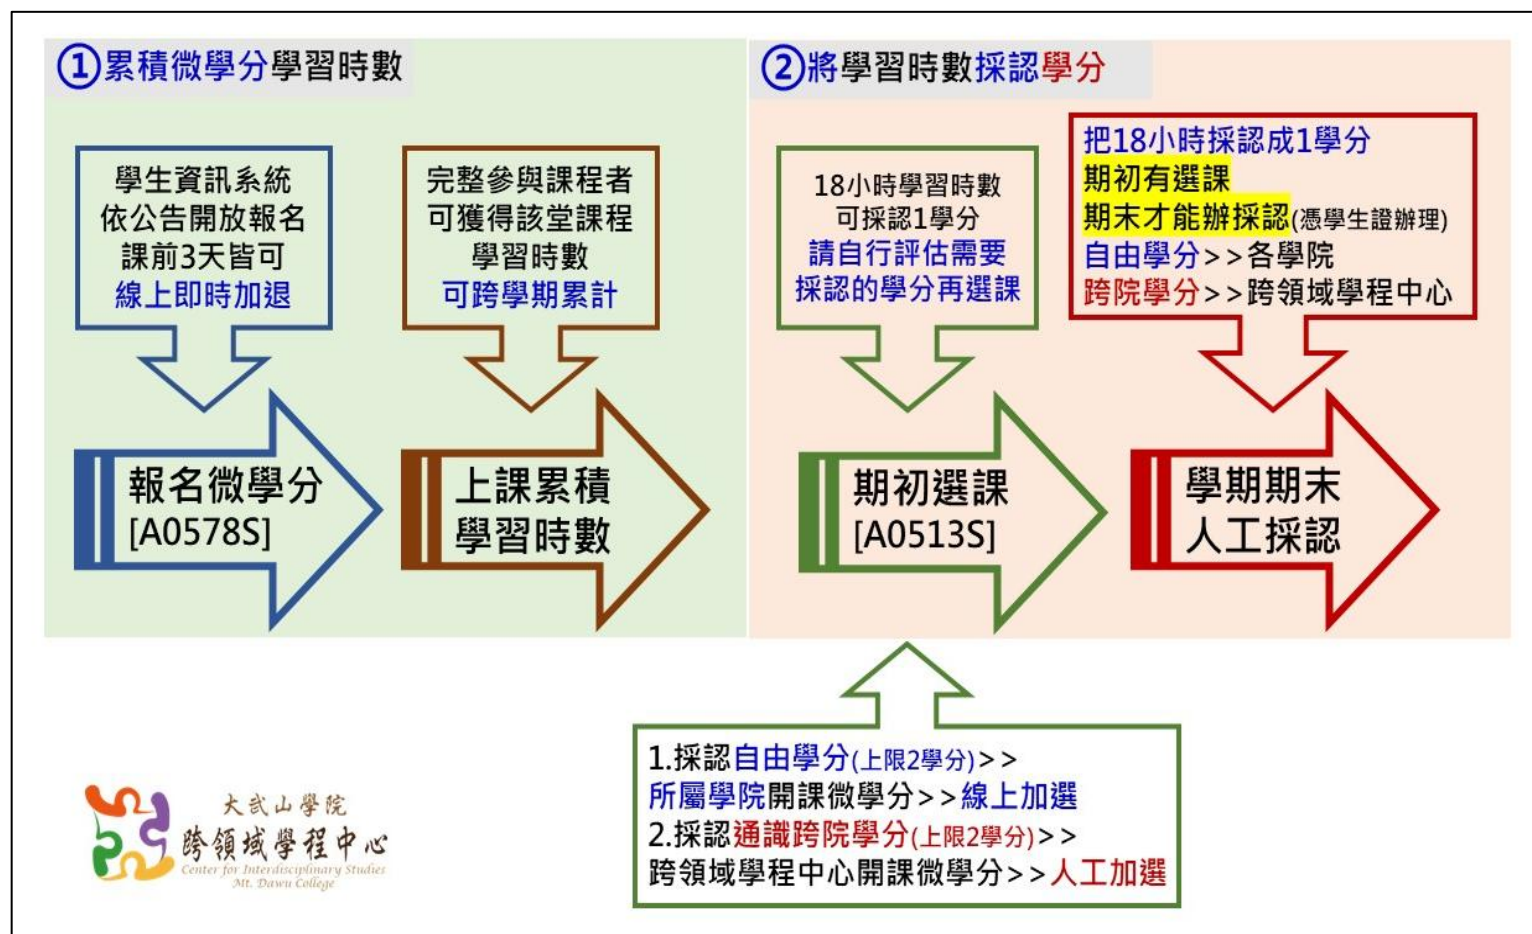 ①累積微學分學習時數
學生資訊系統
依公告開放報名
課前3天皆可
線上即時加退
完整參與課程者
可獲得該堂課程
學習時數
可跨學期累計
報名微學分
[A0578S]
上課累積
學習時數
②將學習時數採認學分
18小時學習時數
可採認1學分
請自行評估需要
採認的學分再選課
把18小時採認成1學分
期初有選課
期末才能辦採認(憑學生證辦理)
自由學分>>各學院
跨院學分>>跨領域學程中心
期初選課
[A0513S]
學期期末
人工採認
1.採認自由學分(上限2學分)>>
所屬學院開課微學分>>線上加選
2.採認通識跨院學分(上限2學分)>>
跨領域學程中心開課微學分>>人工加選
大武山學院
跨領域學程中心
Center for Interdisciplinary Studies
Mt. Dawu College